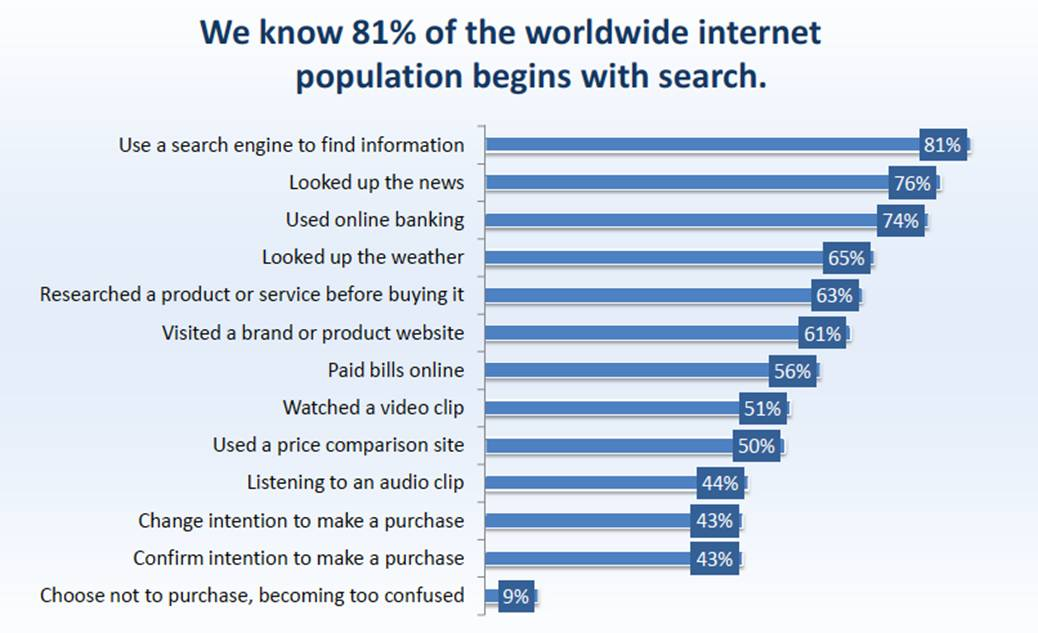 We know 81% of the worldwide internet
population begins with search.
Use a search engine to find information 81%
Looked up the news 76%
Used online banking 74%
Looked up the weather 65%
Researched a product or service before buying it 63%
Visited a brand or product website 61%
Paid bills online 56%
Watched a video clip 51%
Used a price comparison site 50%
Listening to an audio clip 44%
Change intention to make a purchase 43%
Confirm intention to make a purchase 43%
Choose not to purchase, becoming too confused 9%